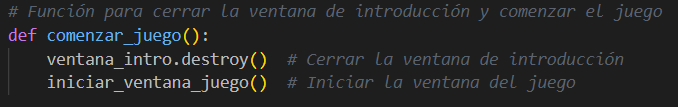 # Función para cerrar la ventana de introducción y comenzar el juego
def comenzar_juego():
    ventana_intro.destroy()  # Cerrar la ventana de introducción
    iniciar_ventana_juego()  # Iniciar la ventana del juego